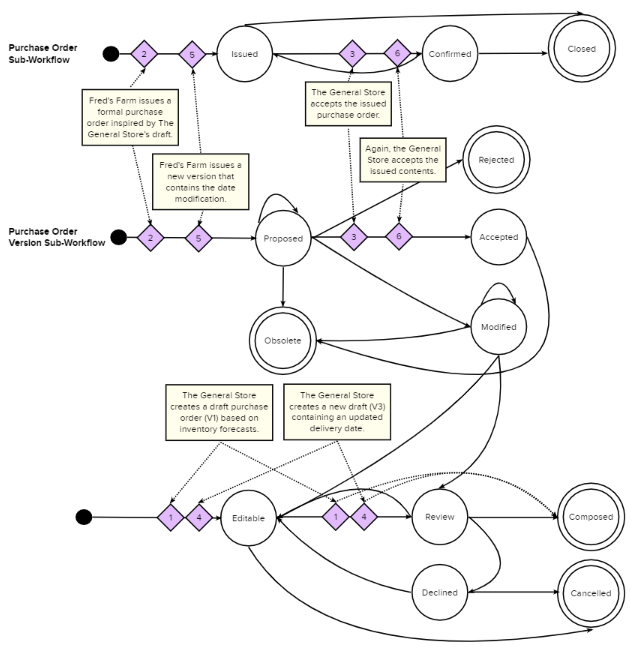 Purchase Order
Sub-Workflow
2
5
Issued
3
6
Confirmed
Closed
Fred's Farm issues a
formal purchase
order inspired by The
General Store's draft.
The General Store
accepts the issued
purchase order.
Fred's Farm issues a
new version that
contains the date
modification.
Again, the General
Store accepts the
issued contents.
Rejected
Purchase Order
Version Sub-Workflow
2
5
Proposed
3
6
Accepted
Obsolete
Modified
The General Store
creates a draft purchase
order (V1) based on
inventory forecasts.
The General Store
creates a new draft (V3)
containing an updated
delivery date.
1
4
Editable
1
4
Review
Composed
Declined
Cancelled